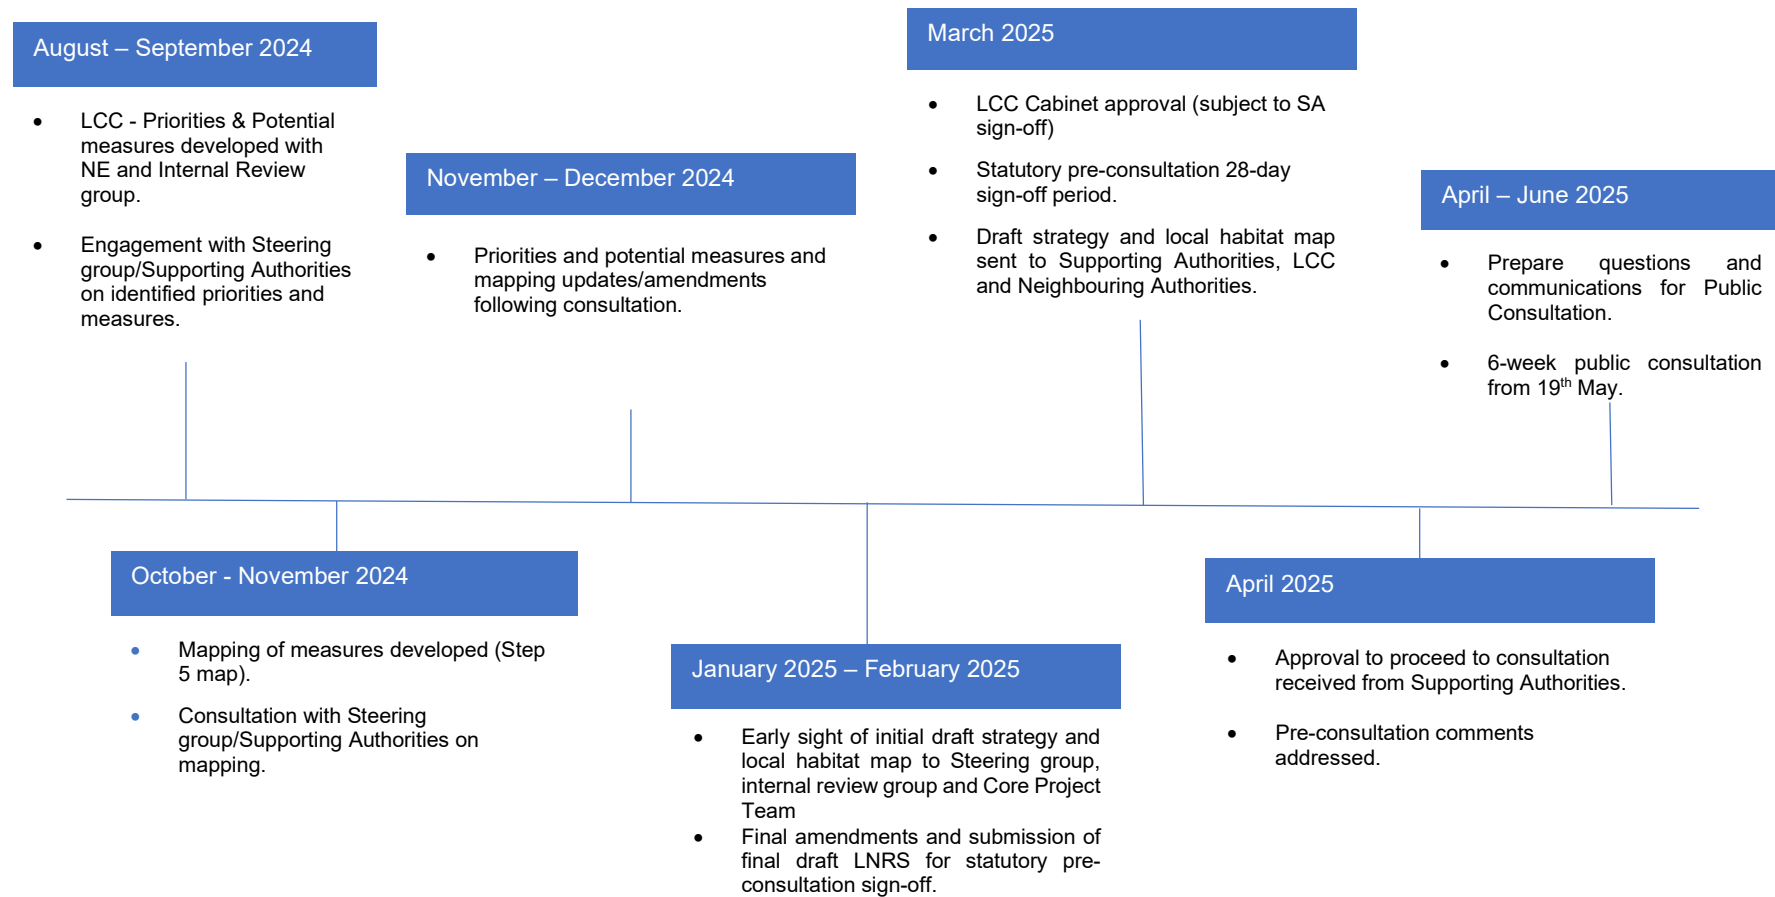 August – September 2024
• LCC - Priorities & Potential
measures developed with
NE and Internal Review
group.
• Engagement with Steering
group/Supporting Authorities
on identified priorities and
measures.
October - November 2024
• Mapping of measures developed (Step
5 map).
• Consultation with Steering
group/Supporting Authorities on
mapping.
November – December 2024
• Priorities and potential measures and
mapping updates/amendments
following consultation.
January 2025 – February 2025
• Early sight of initial draft strategy and
local habitat map to Steering group,
internal review group and Core Project
Team
• Final amendments and submission of
final draft LNRS for statutory pre-
consultation sign-off.
March 2025
• LCC Cabinet approval (subject to SA
sign-off)
• Statutory pre-consultation 28-day
sign-off period.
• Draft strategy and local habitat map
sent to Supporting Authorities, LCC
and Neighbouring Authorities.
April 2025
• Approval to proceed to consultation
received from Supporting Authorities.
• Pre-consultation comments
addressed.
April – June 2025
• Prepare questions and
communications for Public
Consultation.
• 6-week public consultation
from 19th May.